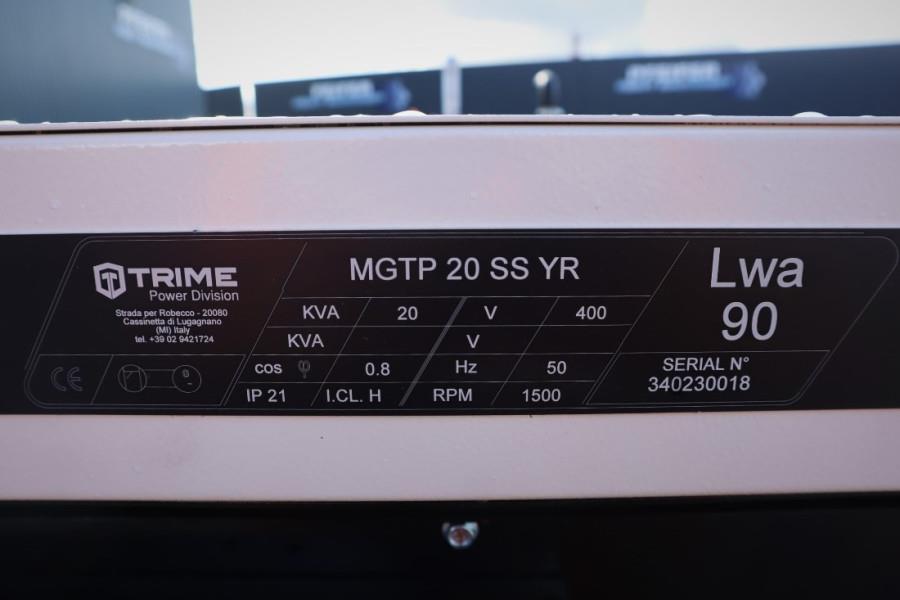 TRIME
Power Division
Strada per Robecco - 20080
Cassinetta di Lugagnano
(MI) Italy
tel. +39 02 9421724
CE
MGTP 20 SS YR
KVA 20 V 400
KVA V
cos φ 0.8 Hz 50
IP 21 I.CL. H RPM 1500
Lwa
90
SERIAL N°
340230018